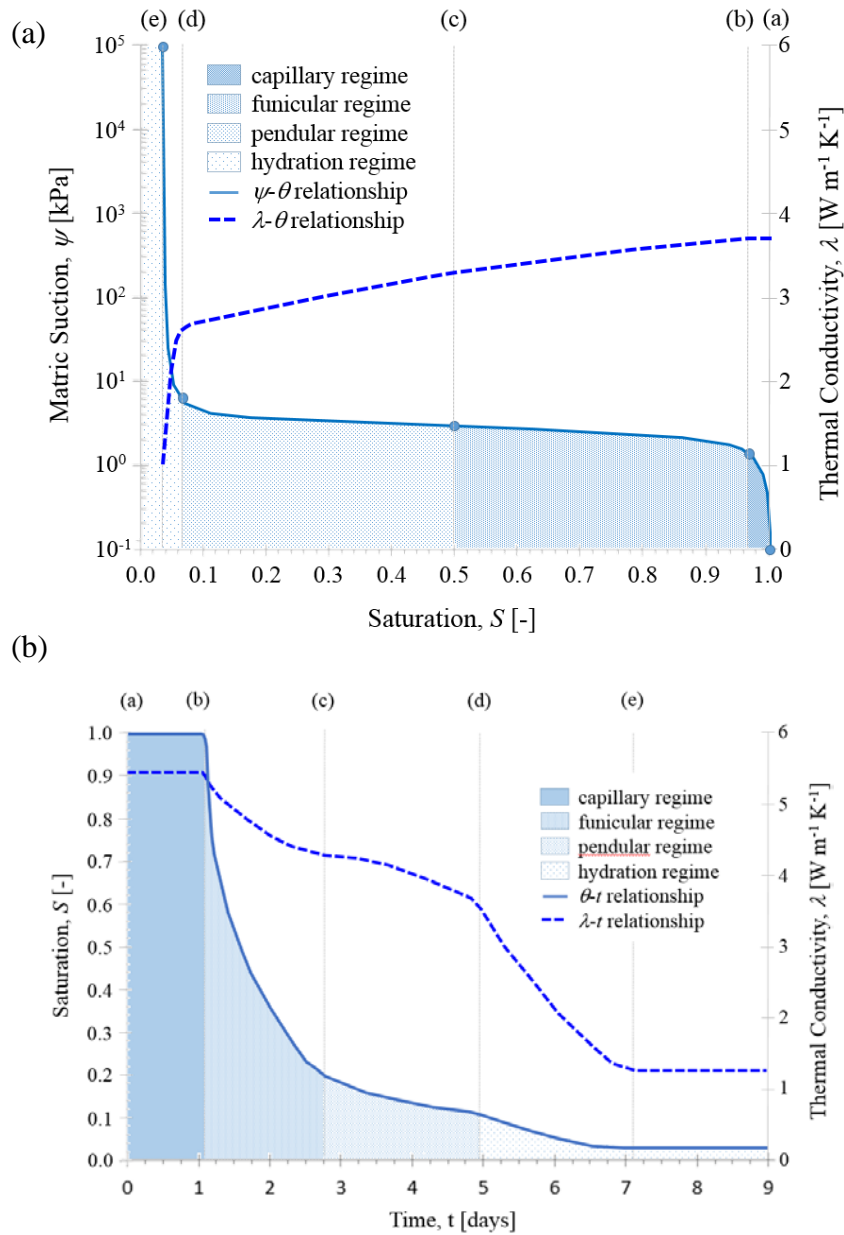 (a)
(e) (d) (c) (b) (a)
10⁵ 6
10⁴ 5
10³ 4
10² 3
10¹ 2
10⁰ 1
10⁻¹ 0
Matric Suction, ψ [kPa]
capillary regime
funicular regime
pendular regime
hydration regime
ψ-θ relationship
λ-θ relationship
Thermal Conductivity, λ [W m⁻¹ K⁻¹]
0.0 0.1 0.2 0.3 0.4 0.5 0.6 0.7 0.8 0.9 1.0
Saturation, S [-]
(b)
(a) (b) (c) (d) (e)
1.0 6
0.9
0.8 5
0.7 4
0.6
0.5 3
0.4
0.3 2
0.2 1
0.1
0.0 0
Saturation, S [-]
capillary regime
funicular regime
pendular regime
hydration regime
θ-t relationship
λ-t relationship
Thermal Conductivity, λ [W m⁻¹ K⁻¹]
0 1 2 3 4 5 6 7 8 9
Time, t [days]